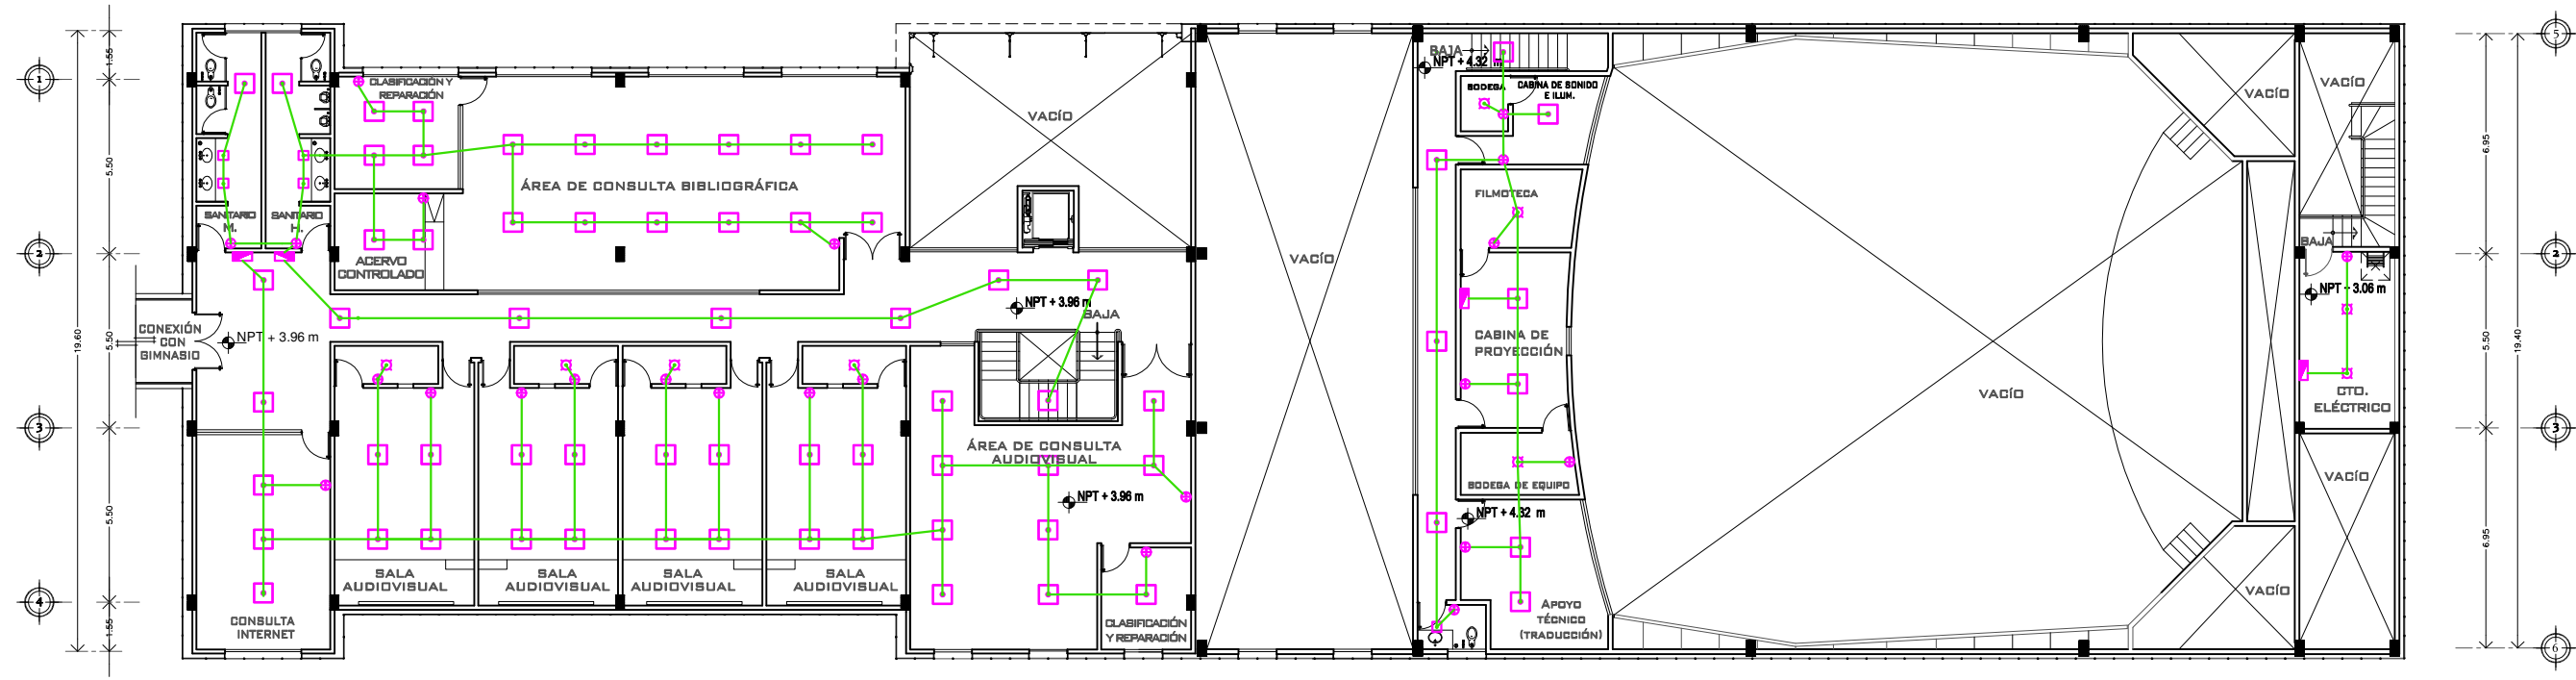 1
2
3
4
19.60
1.55
5.50
5.50
5.50
1.55
CLASIFICACIÓN Y
REPARACIÓN
SANITARIO
M.
SANITARIO
H.
ACERVO
CONTROLADO
ÁREA DE CONSULTA BIBLIOGRÁFICA
VACÍO
CONEXIÓN
CON
GIMNASIO
NPT + 3.96 m
NPT + 3.96 m
BAJA
ÁREA DE CONSULTA
AUDIOVISUAL
NPT + 3.96 m
SALA
AUDIOVISUAL
SALA
AUDIOVISUAL
SALA
AUDIOVISUAL
SALA
AUDIOVISUAL
CONSULTA
INTERNET
CLASIFICACIÓN
Y REPARACIÓN
VACÍO
BAJA
NPT + 4.32 m
BODEGA
CABINA DE SONIDO
E ILUM.
FILMOTECA
CABINA DE
PROYECCIÓN
BODEGA DE EQUIPO
NPT + 4.32 m
APOYO
TÉCNICO
(TRADUCCIÓN)
VACÍO
VACÍO
VACÍO
VACÍO
BAJA
NPT + 3.06 m
CTO.
ELÉCTRICO
VACÍO
6.95
5.50
6.95
19.40
5
2
3
6